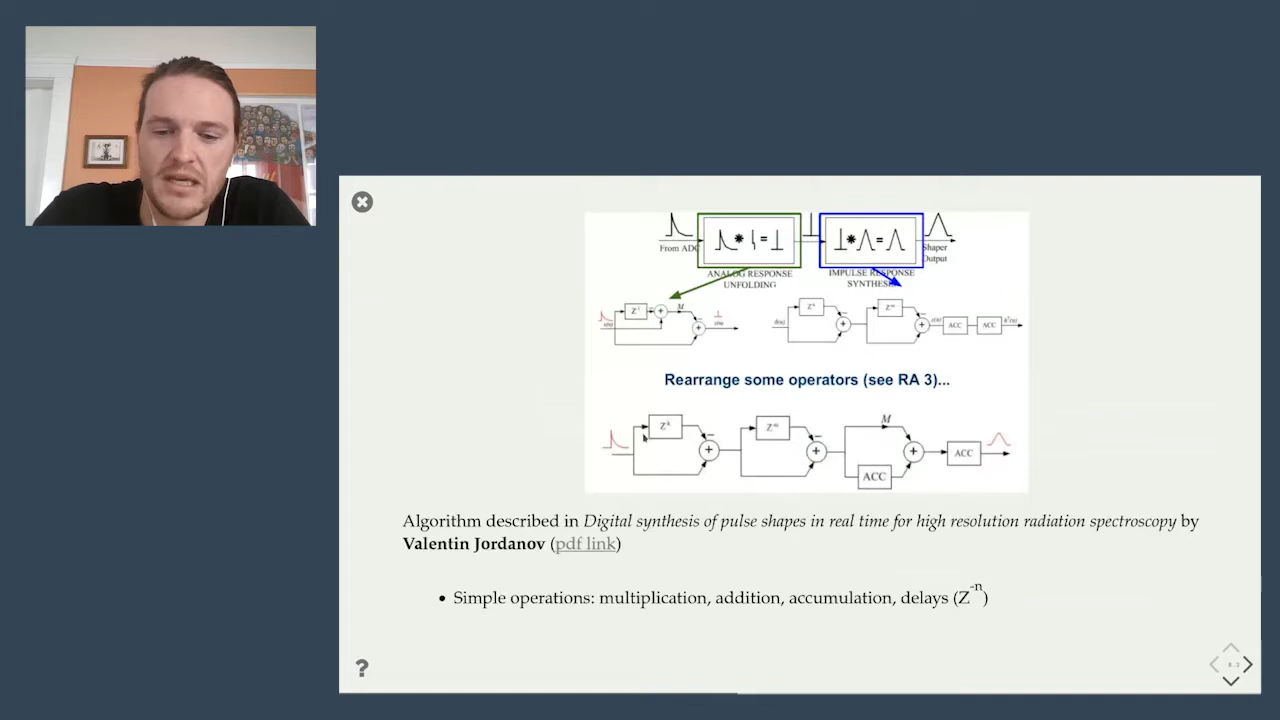 From ADC
Shaper
Output
ANALOG RESPONSE
UNFOLDING
IMPULSE RESPONSE
SYNTHESIS
M
ACC
ACC
Rearrange some operators (see RA 3)...
M
ACC
ACC
Algorithm described in Digital synthesis of pulse shapes in real time for high resolution radiation spectroscopy by
Valentin Jordanov (pdf link)
• Simple operations: multiplication, addition, accumulation, delays (Z⁻ⁿ)
?